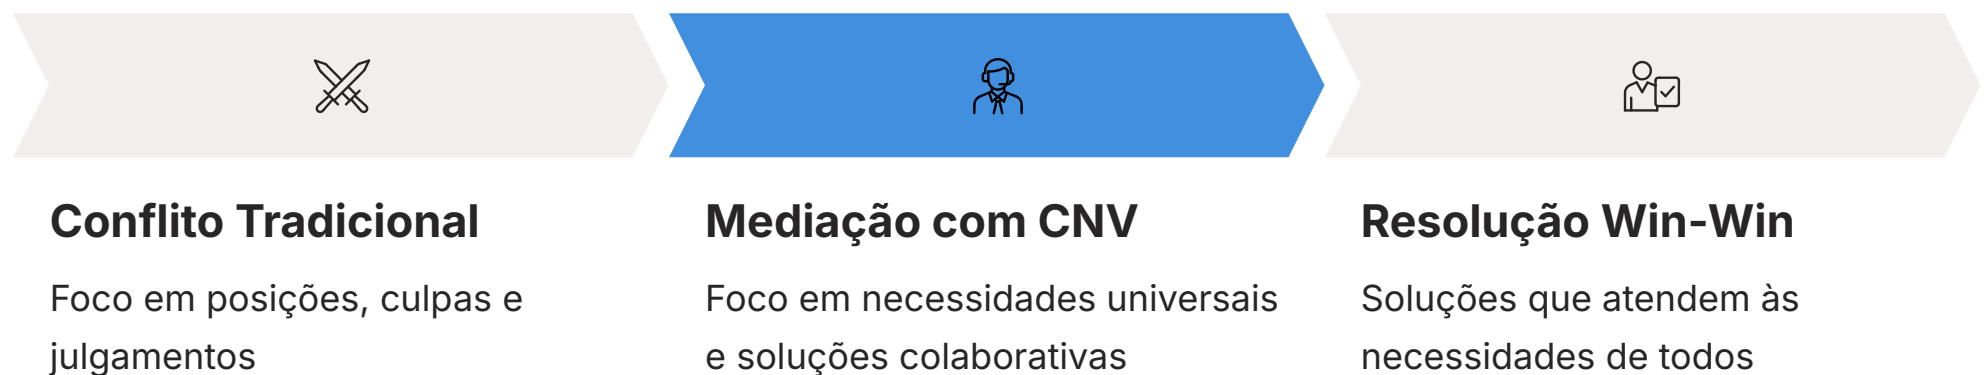 Conflito Tradicional
Foco em posições, culpas e
julgamentos
Mediação com CNV
Foco em necessidades universais
e soluções colaborativas
Resolução Win-Win
Soluções que atendem às
necessidades de todos